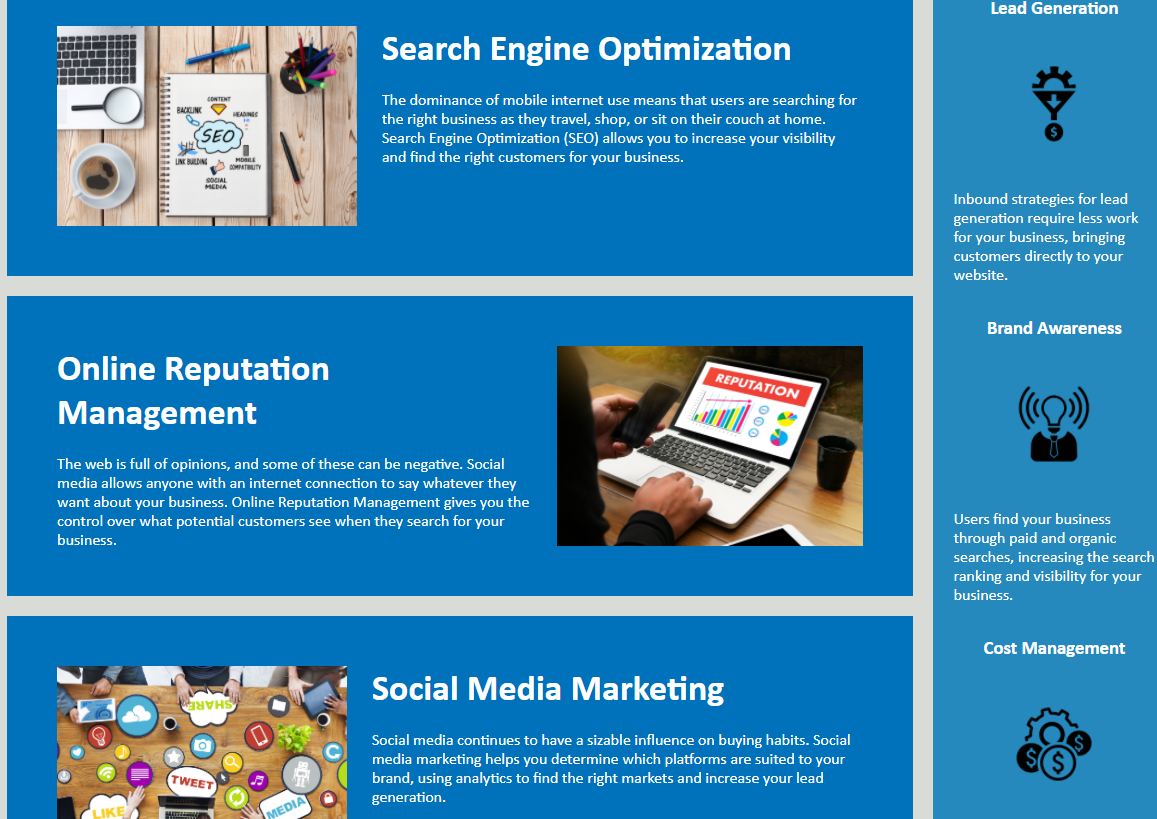 Search Engine Optimization
The dominance of mobile internet use means that users are searching for
the right business as they travel, shop, or sit on their couch at home.
Search Engine Optimization (SEO) allows you to increase your visibility
and find the right customers for your business.
CONTENT
BACKLINK
HEADINGS
SEO
LINK BUILDING
MOBILE
COMPATIBILITY
SOCIAL
MEDIA
Online Reputation
Management
The web is full of opinions, and some of these can be negative. Social
media allows anyone with an internet connection to say whatever they
want about your business. Online Reputation Management gives you the
control over what potential customers see when they search for your
business.
REPUTATION
Social Media Marketing
Social media continues to have a sizable influence on buying habits. Social
media marketing helps you determine which platforms are suited to your
brand, using analytics to find the right markets and increase your lead
generation.
SHARE
TWEET
LIKE
MEDIA
Lead Generation
$
Inbound strategies for lead
generation require less work
for your business, bringing
customers directly to your
website.
Brand Awareness
Users find your business
through paid and organic
searches, increasing the search
ranking and visibility for your
business.
Cost Management
$ $ $